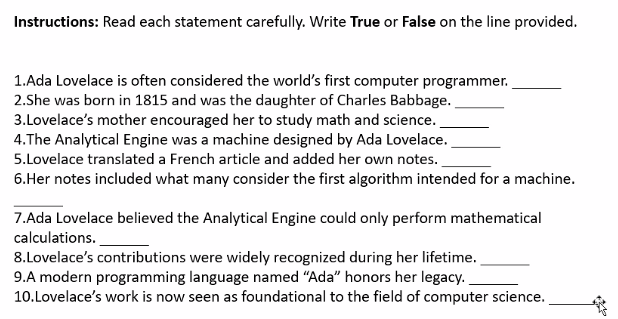 Instructions: Read each statement carefully. Write True or False on the line provided.
1.Ada Lovelace is often considered the world’s first computer programmer. ______
2.She was born in 1815 and was the daughter of Charles Babbage. ______
3.Lovelace’s mother encouraged her to study math and science. ______
4.The Analytical Engine was a machine designed by Ada Lovelace. ______
5.Lovelace translated a French article and added her own notes. ______
6.Her notes included what many consider the first algorithm intended for a machine.
______
7.Ada Lovelace believed the Analytical Engine could only perform mathematical
calculations. ______
8.Lovelace’s contributions were widely recognized during her lifetime. ______
9.A modern programming language named “Ada” honors her legacy. ______
10.Lovelace’s work is now seen as foundational to the field of computer science. ______